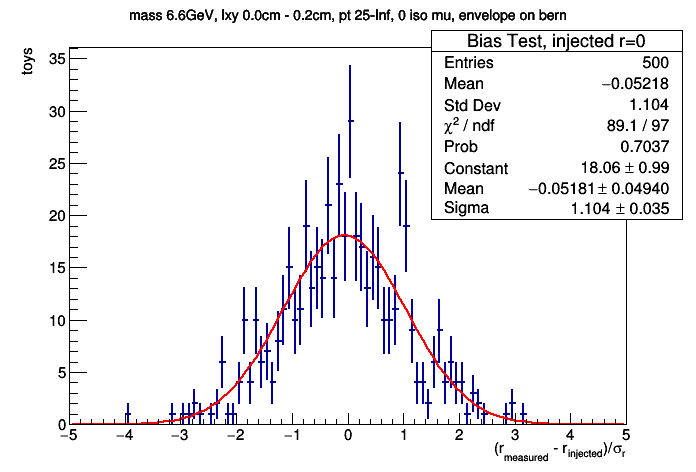 mass 6.6GeV, lxy 0.0cm - 0.2cm, pt 25-Inf, 0 iso mu, envelope on bern
Bias Test, injected r=0
Entries 500
Mean −0.05218
Std Dev 1.104
χ² / ndf 89.1 / 97
Prob 0.7037
Constant 18.06 ± 0.99
Mean −0.05181 ± 0.04940
Sigma 1.104 ± 0.035
toys
35
30
25
20
15
10
5
0
−5 −4 −3 −2 −1 0 1 2 3 4 5
(r_measured - r_injected)/σ_r